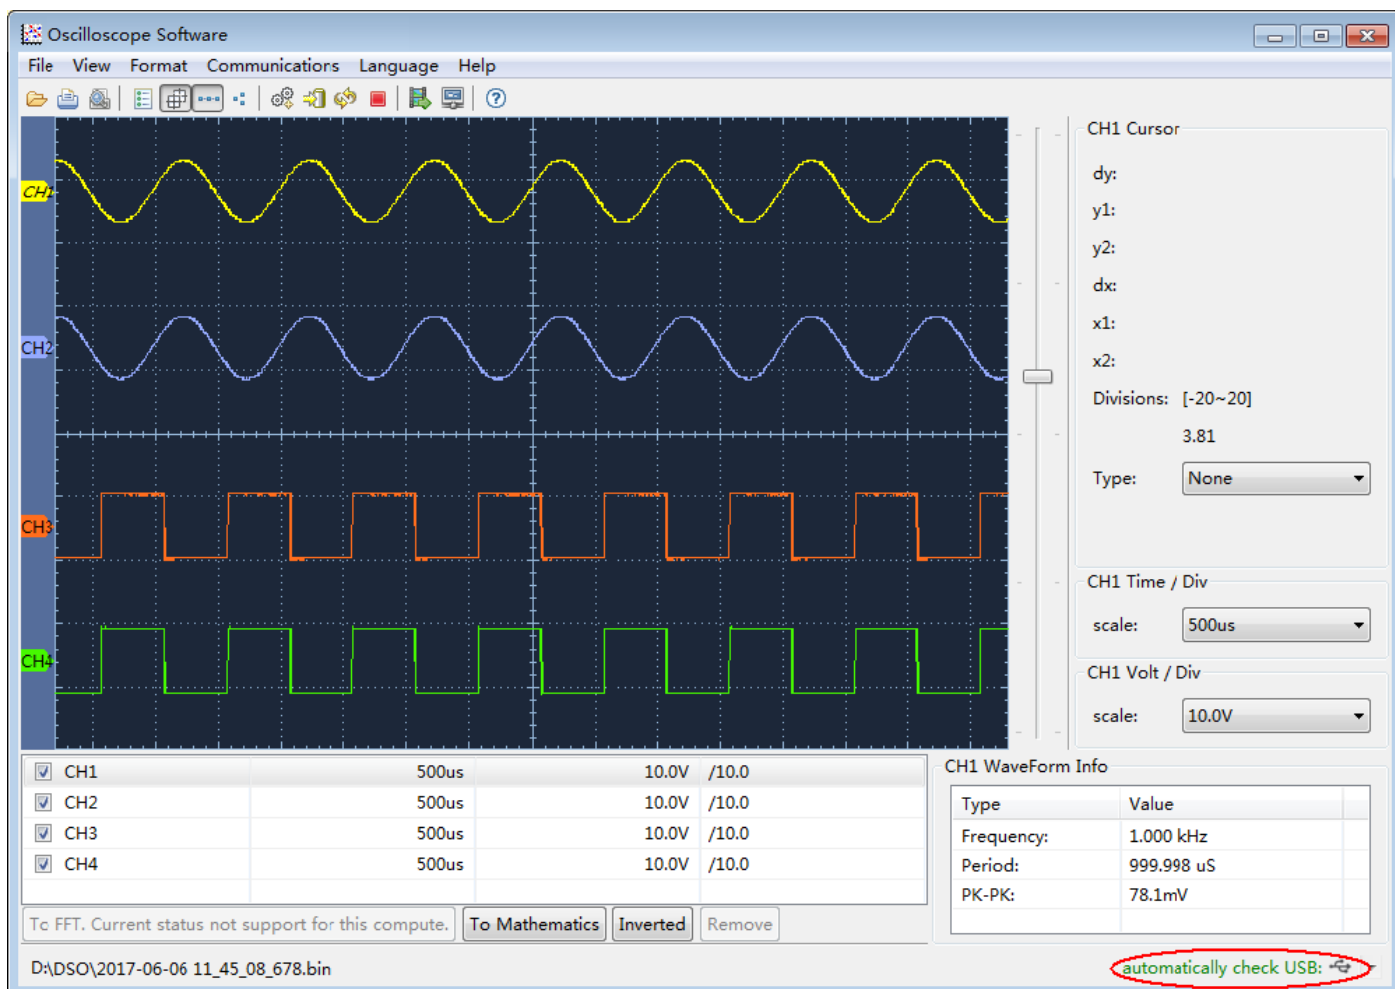 Oscilloscope Software
File View Format Communications Language Help
CH1
CH2
CH3
CH4
CH1 Cursor
dy:
y1:
y2:
dx:
x1:
x2:
Divisions: [-20~20]
3.81
Type: None
CH1 Time / Div
scale: 500us
CH1 Volt / Div
scale: 10.0V
CH1 500us 10.0V /10.0
CH2 500us 10.0V /10.0
CH3 500us 10.0V /10.0
CH4 500us 10.0V /10.0
To FFT. Current status not support for this compute. To Mathematics Inverted Remove
CH1 WaveForm Info
Type Value
Frequency: 1.000 kHz
Period: 999.998 uS
PK-PK: 78.1mV
D:\DSO\2017-06-06 11_45_08_678.bin
automatically check USB: